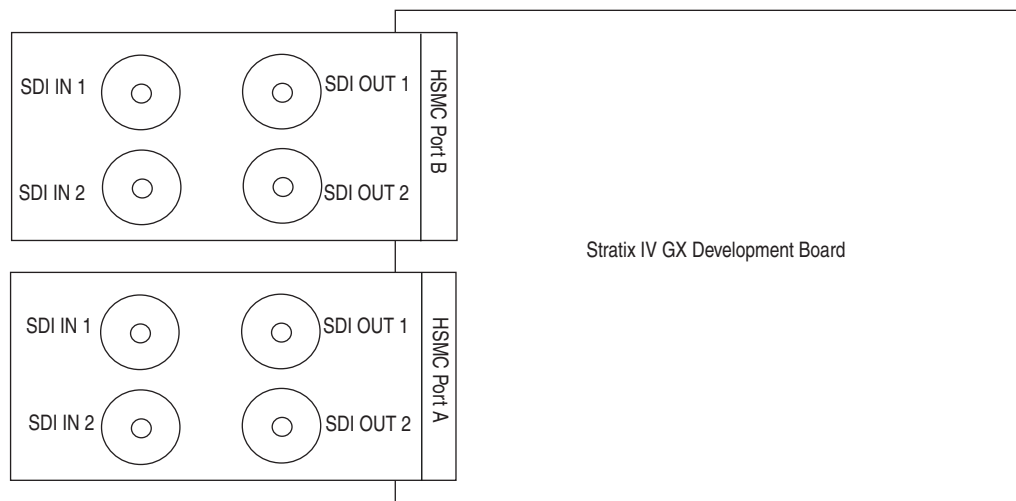 SDI IN 1
SDI OUT 1
SDI IN 2
SDI OUT 2
HSMC Port B
Stratix IV GX Development Board
SDI IN 1
SDI OUT 1
SDI IN 2
SDI OUT 2
HSMC Port A